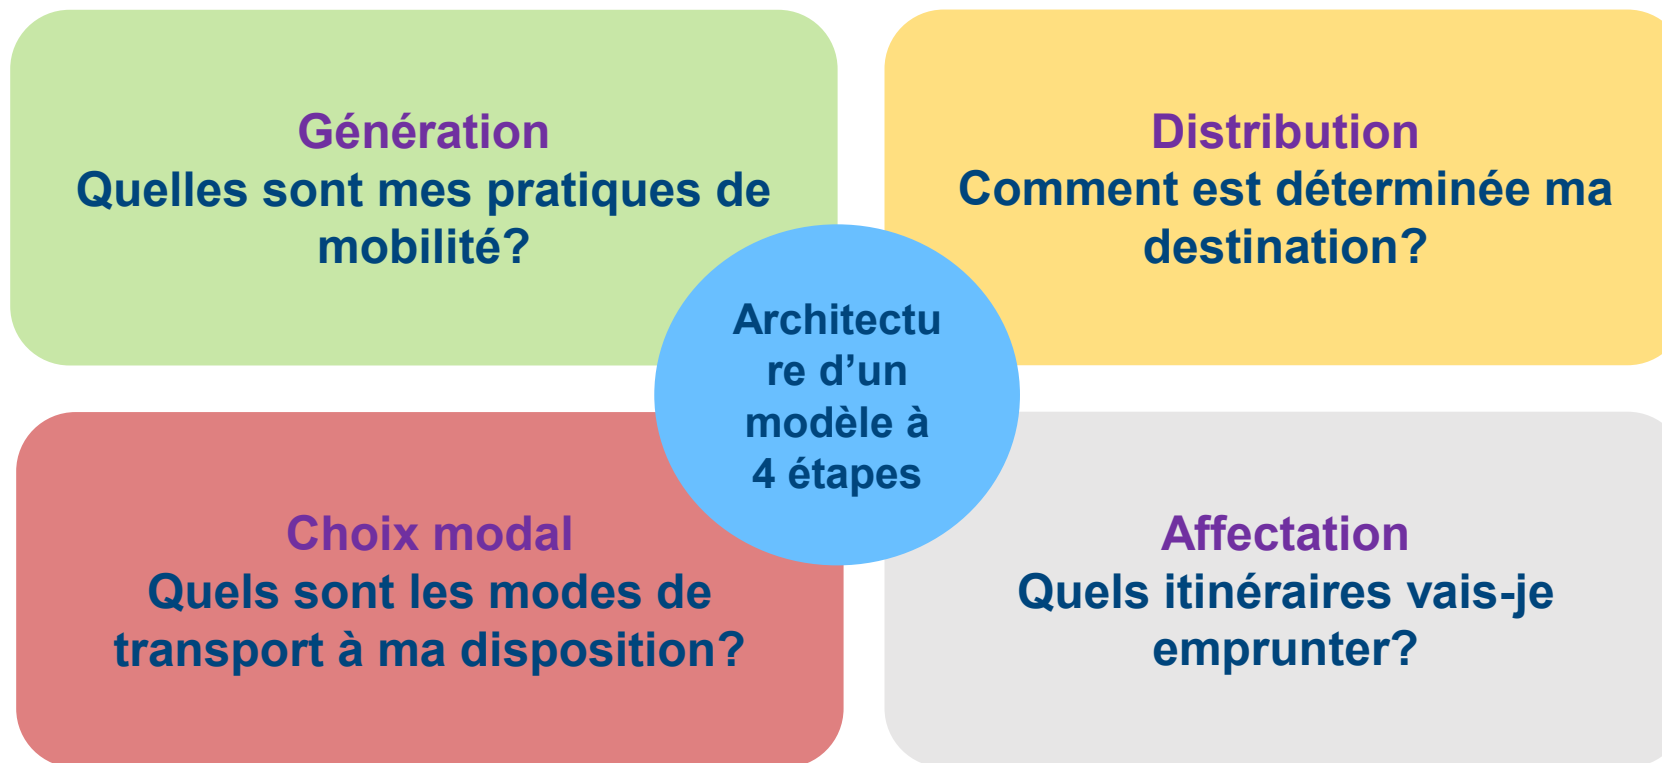 Génération
Quelles sont mes pratiques de
mobilité?
Distribution
Comment est déterminée ma
destination?
Architectu
re d’un
modèle à
4 étapes
Choix modal
Quels sont les modes de
transport à ma disposition?
Affectation
Quels itinéraires vais-je
emprunter?